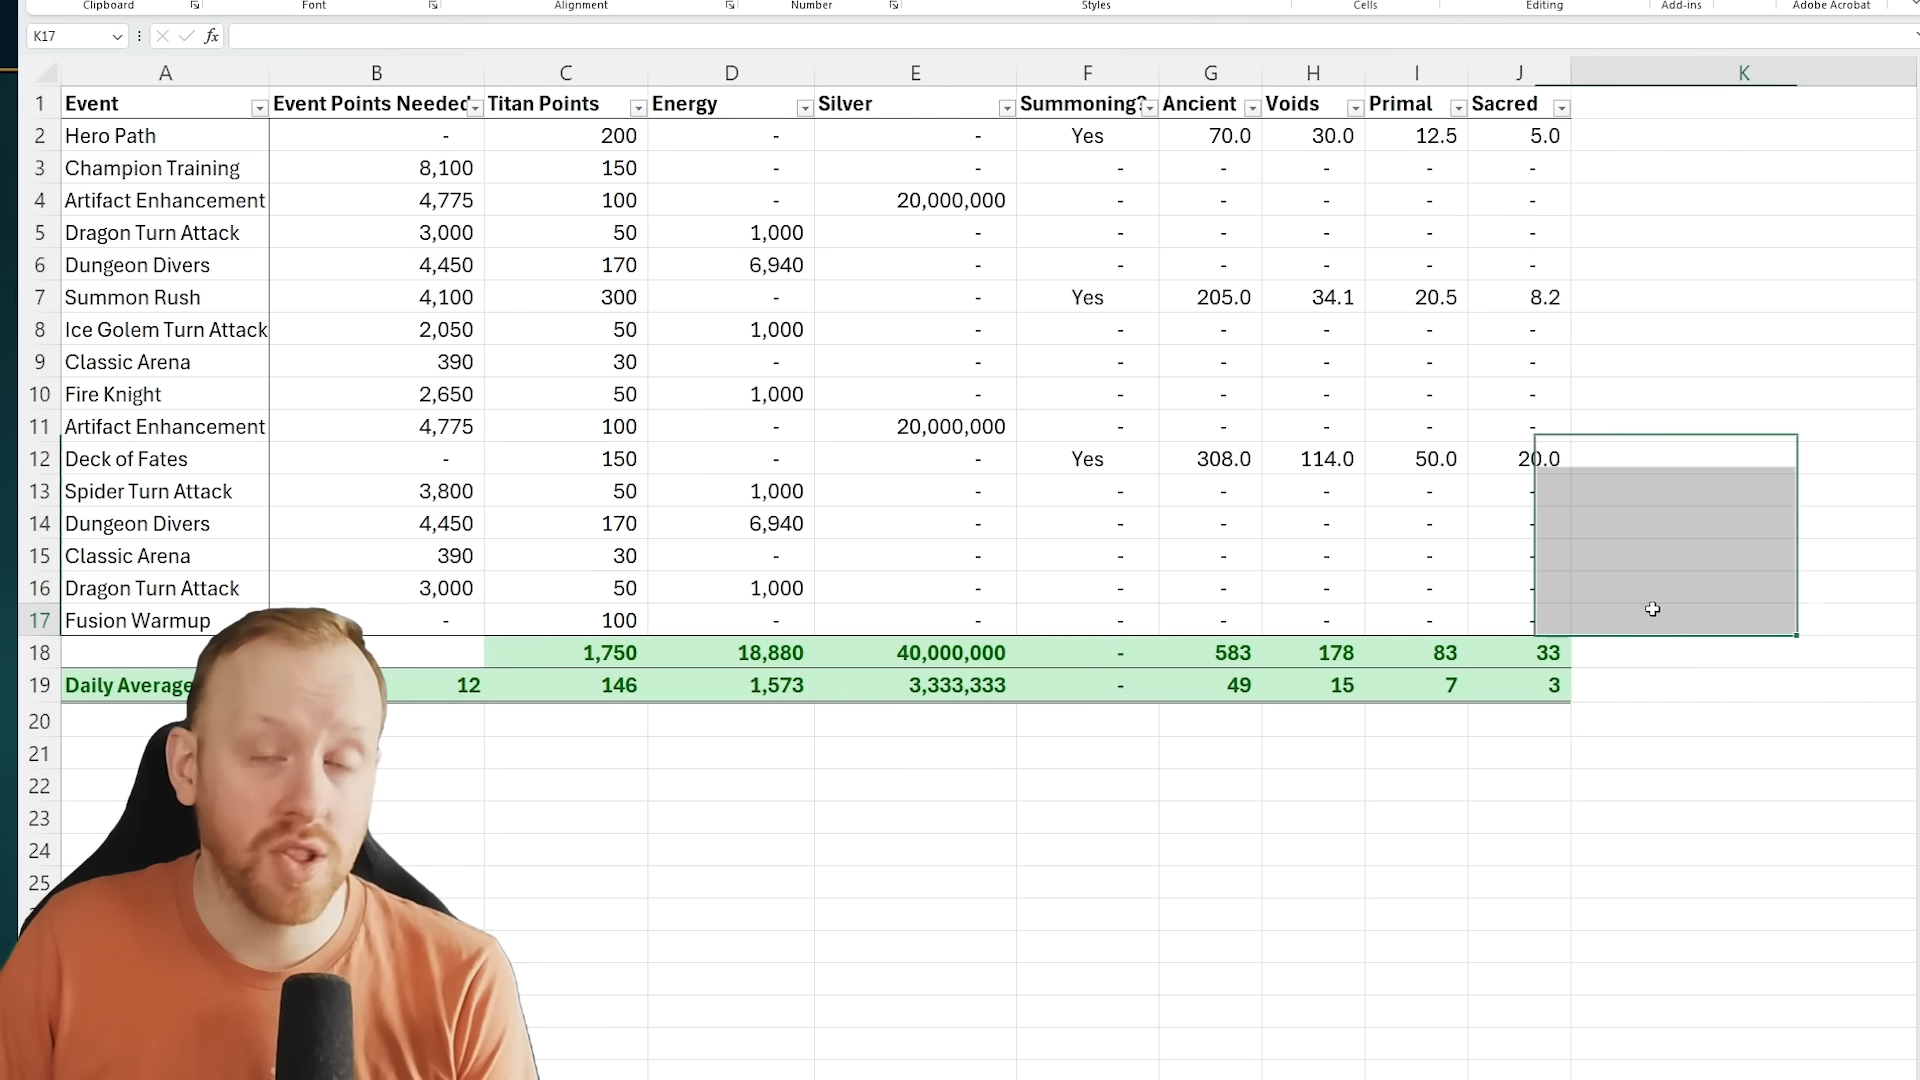 Clipboard Font Alignment Number Styles Cells Editing Add-ins Adobe Acrobat
K17 fx
A B C D E F G H I J K
1 Event Event Points Needed Titan Points Energy Silver Summoning? Ancient Voids Primal Sacred
2 Hero Path - 200 - - Yes 70.0 30.0 12.5 5.0
3 Champion Training 8,100 150 - - - - - - -
4 Artifact Enhancement 4,775 100 - 20,000,000 - - - - -
5 Dragon Turn Attack 3,000 50 1,000 - - - - - -
6 Dungeon Divers 4,450 170 6,940 - - - - - -
7 Summon Rush 4,100 300 - - Yes 205.0 34.1 20.5 8.2
8 Ice Golem Turn Attack 2,050 50 1,000 - - - - - -
9 Classic Arena 390 30 - - - - - - -
10 Fire Knight 2,650 50 1,000 - - - - - -
11 Artifact Enhancement 4,775 100 - 20,000,000 - - - - -
12 Deck of Fates - 150 - - Yes 308.0 114.0 50.0 20.0
13 Spider Turn Attack 3,800 50 1,000 - - - - - -
14 Dungeon Divers 4,450 170 6,940 - - - - - -
15 Classic Arena 390 30 - - - - - - -
16 Dragon Turn Attack 3,000 50 1,000 - - - - - -
17 Fusion Warmup - 100 - - - - - - -
18 1,750 18,880 40,000,000 - 583 178 83 33
19 Daily Average 12 146 1,573 3,333,333 - 49 15 7 3
20
21
22
23
24
25